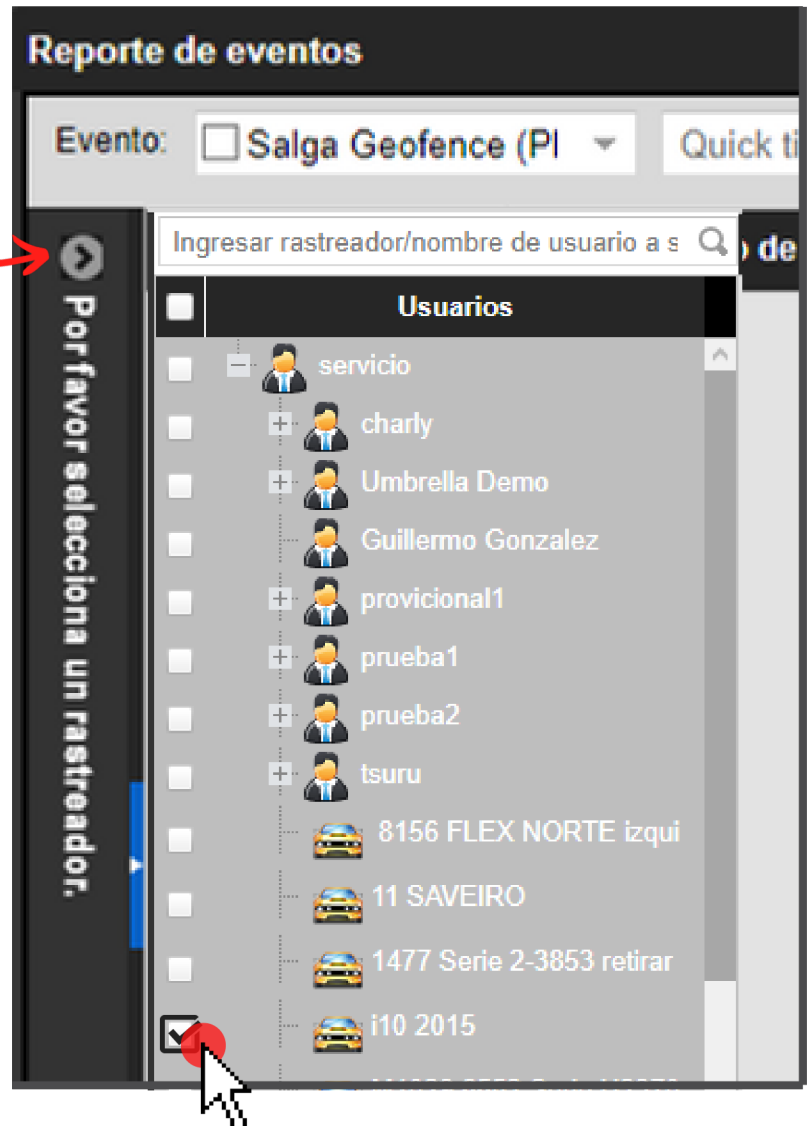 Reporte de eventos
Evento: Salga Geofence (Pl Quick ti
Ingresar rastreador/nombre de usuario a s
o de
Por favor selecciona un rastreador.
Usuarios
servicio
charly
Umbrella Demo
Guillermo Gonzalez
provicional1
prueba1
prueba2
tsuru
8156 FLEX NORTE izqui
11 SAVEIRO
1477 Serie 2-3853 retirar
i10 2015